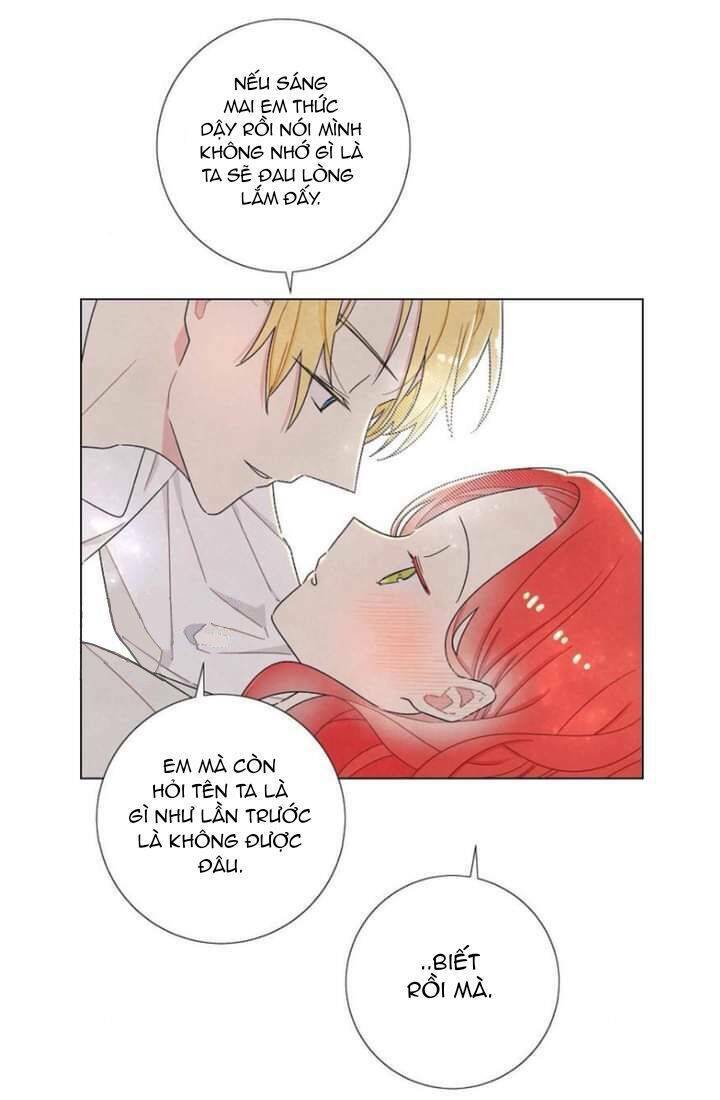 NẾU SÁNG
MAI EM THỨC
DẬY RỒI NÓI MÌNH
KHÔNG NHỚ GÌ LÀ
TA SẼ ĐAU LÒNG
LẮM ĐẤY.
EM MÀ CÒN
HỎI TÊN TA LÀ
GÌ NHƯ LẦN TRƯỚC
LÀ KHÔNG ĐƯỢC
ĐÂU.
..BIẾT
RỒI MÀ.